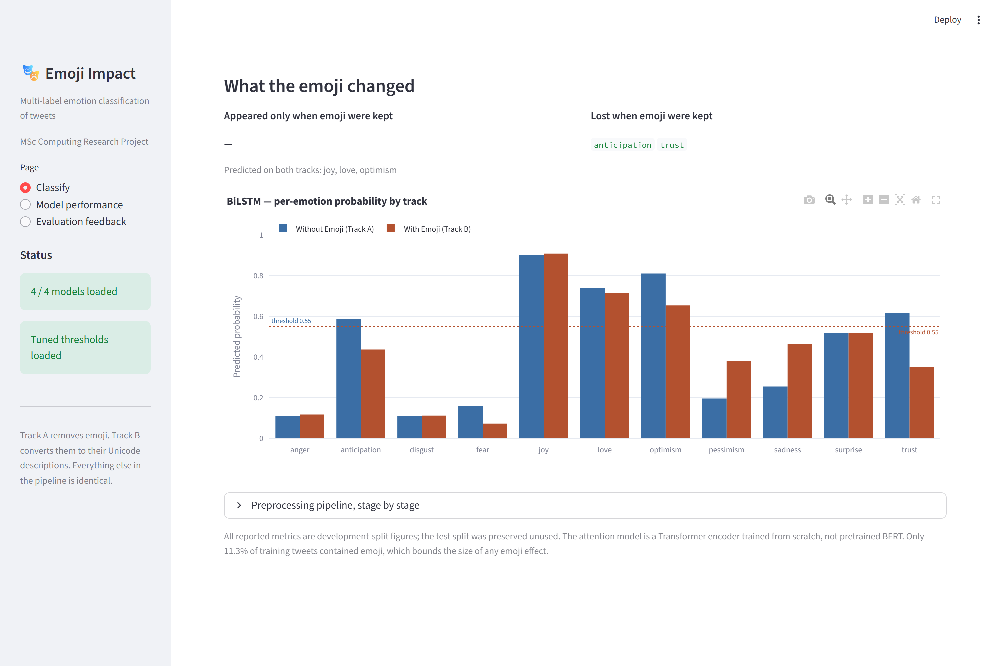 Deploy
Emoji Impact
Multi-label emotion classification
of tweets
MSc Computing Research Project
Page
Classify
Model performance
Evaluation feedback
Status
4 / 4 models loaded
Tuned thresholds
loaded
Track A removes emoji. Track B
converts them to their Unicode
descriptions. Everything else in
the pipeline is identical.
What the emoji changed
Appeared only when emoji were kept
—
Lost when emoji were kept
anticipation trust
Predicted on both tracks: joy, love, optimism
BiLSTM — per-emotion probability by track
Without Emoji (Track A)
With Emoji (Track B)
Predicted probability
1
0.8
0.6
0.4
0.2
0
threshold 0.55
threshold 0.55
anger
anticipation
disgust
fear
joy
love
optimism
pessimism
sadness
surprise
trust
Preprocessing pipeline, stage by stage
All reported metrics are development-split figures; the test split was preserved unused. The attention model is a Transformer encoder trained from scratch, not pretrained BERT. Only
11.3% of training tweets contained emoji, which bounds the size of any emoji effect.